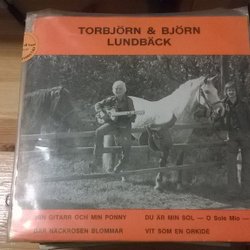 TORBJÖRN & BJÖRN
LUNDBÄCK
MIN GITARR OCH MIN PONNY
DU ÄR MIN SOL — O Sole Mio —
DÄR NÄCKROSEN BLOMMAR
VIT SOM EN ORKIDÉ